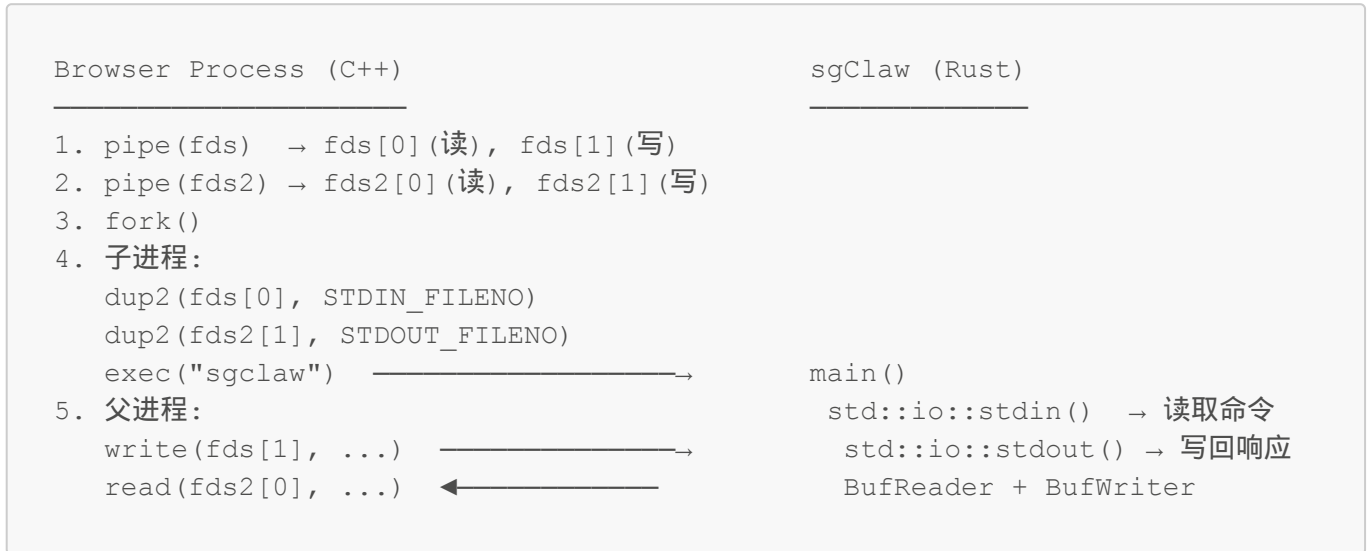 Browser Process (C++) sgClaw (Rust)
1. pipe(fds) → fds[0](读), fds[1](写)
2. pipe(fds2) → fds2[0](读), fds2[1](写)
3. fork()
4. 子进程:
dup2(fds[0], STDIN_FILENO)
dup2(fds2[1], STDOUT_FILENO)
exec("sgclaw") ──────────────────→ main()
5. 父进程: std::io::stdin() → 读取命令
write(fds[1], ...) ──────────────→ std::io::stdout() → 写回响应
read(fds2[0], ...) ◄──────────── BufReader + BufWriter